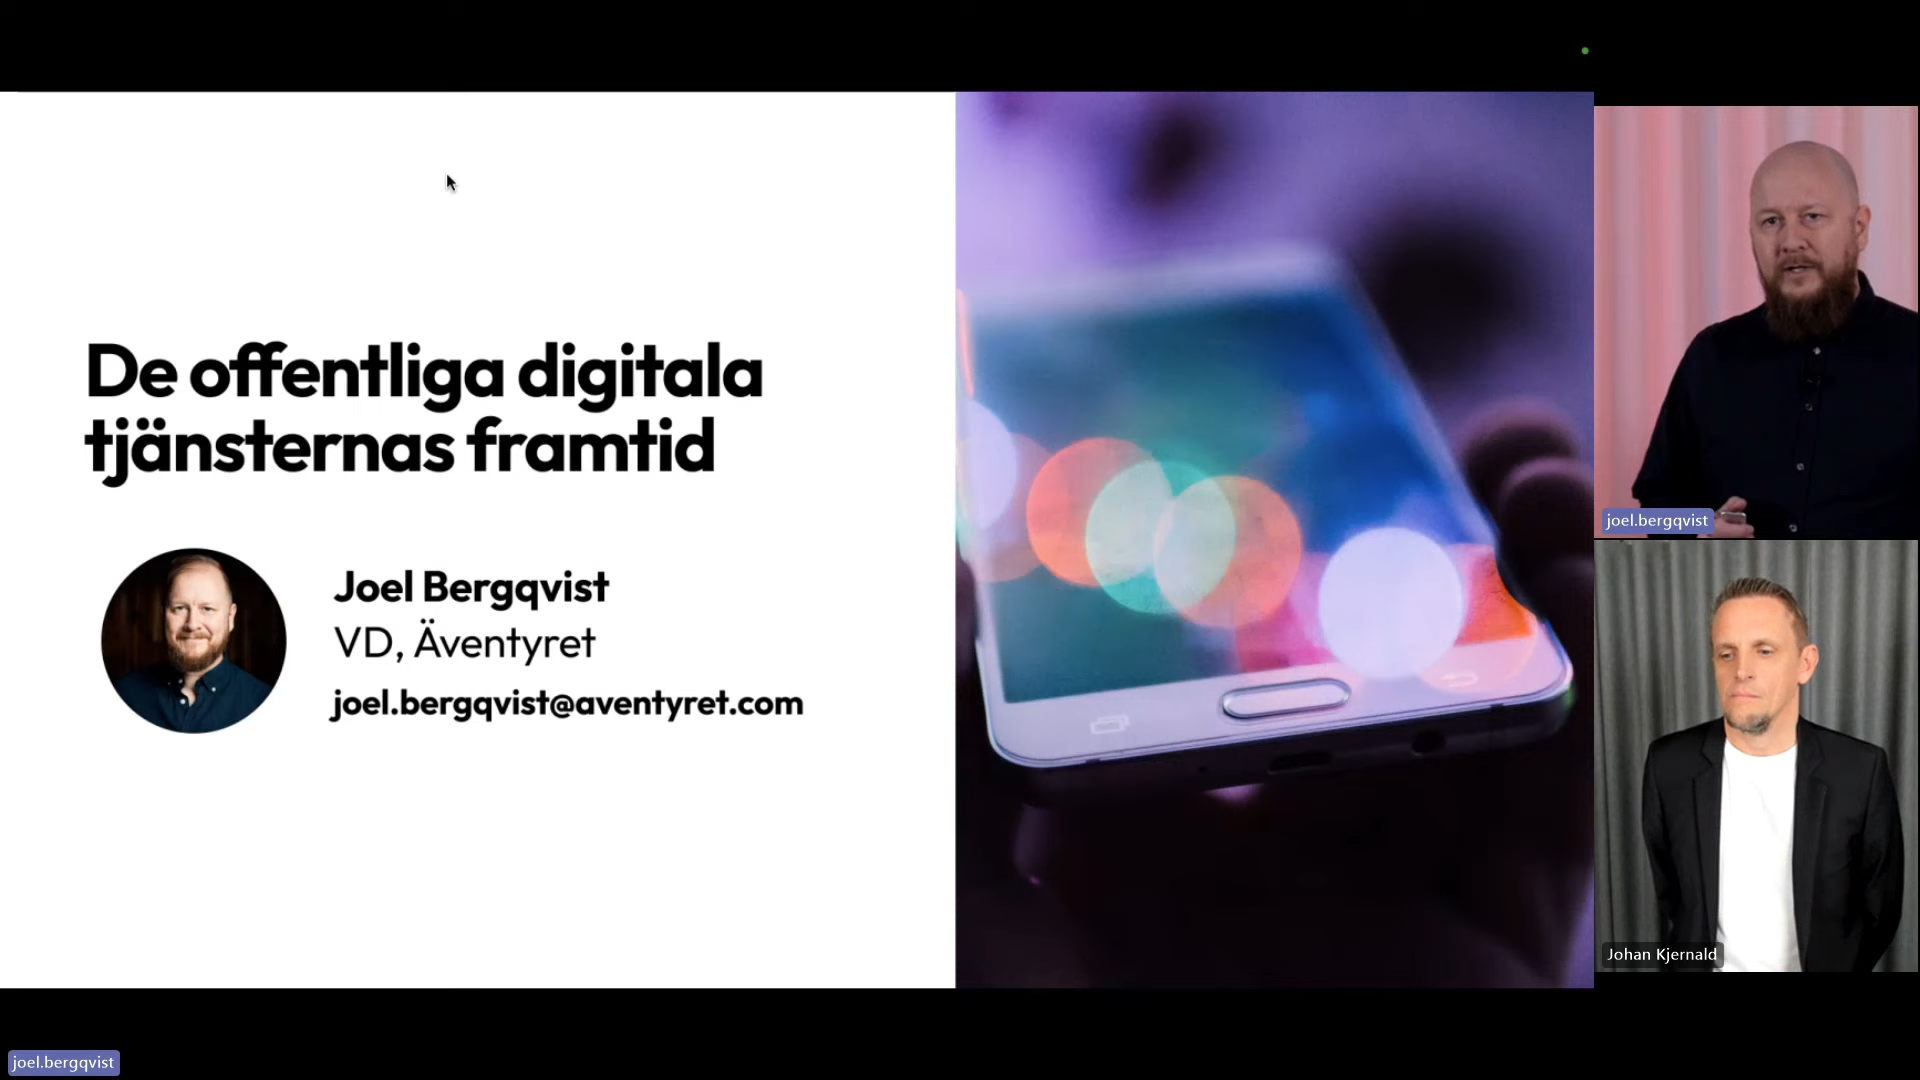 De offentliga digitala
tjänsternas framtid
Joel Bergqvist
VD, Äventyret
joel.bergqvist@aventyret.com
joel.bergqvist
Johan Kjernald
joel.bergqvist